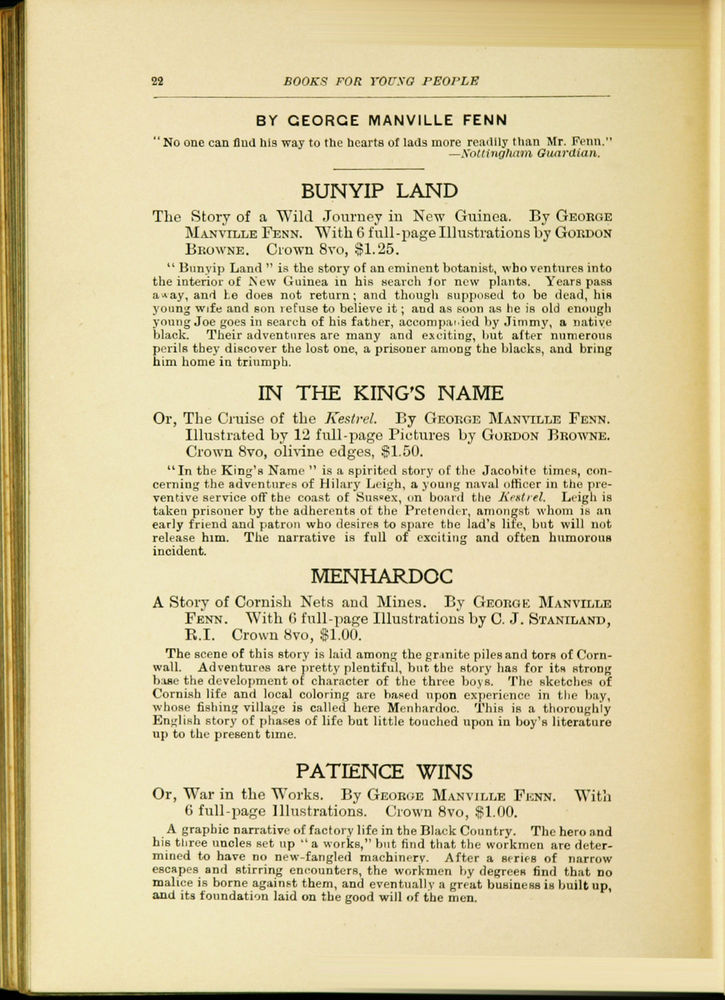 22 BOOKS FOR YOUNG PEOPLE
BY GEORGE MANVILLE FENN
"No one can find his way to the hearts of lads more readily than Mr. Fenn."
—Nottingham Guardian.
BUNYIP LAND
The Story of a Wild Journey in New Guinea. By GEORGE
MANVILLE FENN. With 6 full-page Illustrations by GORDON
BROWNE. Crown 8vo, $1.25.
"Bunyip Land" is the story of an eminent botanist, who ventures into
the interior of New Guinea in his search for new plants. Years pass
away, and he does not return; and though supposed to be dead, his
young wife and son refuse to believe it; and as soon as he is old enough
young Joe goes in search of his father, accompanied by Jimmy, a native
black. Their adventures are many and exciting, but after numerous
perils they discover the lost one, a prisoner among the blacks, and bring
him home in triumph.
IN THE KING'S NAME
Or, The Cruise of the Kestrel. By GEORGE MANVILLE FENN.
Illustrated by 12 full-page Pictures by GORDON BROWNE.
Crown 8vo, olivine edges, $1.50.
"In the King's Name" is a spirited story of the Jacobite times, con-
cerning the adventures of Hilary Leigh, a young naval officer in the pre-
ventive service off the coast of Sussex, on board the Kestrel. Leigh is
taken prisoner by the adherents of the Pretender, amongst whom is an
early friend and patron who desires to spare the lad's life, but will not
release him. The narrative is full of exciting and often humorous
incident.
MENHARDOC
A Story of Cornish Nets and Mines. By GEORGE MANVILLE
FENN. With 6 full-page Illustrations by C. J. STANILAND,
R.I. Crown 8vo, $1.00.
The scene of this story is laid among the granite piles and tors of Corn-
wall. Adventures are pretty plentiful, but the story has for its strong
base the development of character of the three boys. The sketches of
Cornish life and local coloring are based upon experience in the bay,
whose fishing village is called here Menhardoc. This is a thoroughly
English story of phases of life but little touched upon in boy's literature
up to the present time.
PATIENCE WINS
Or, War in the Works. By GEORGE MANVILLE FENN. With
6 full-page Illustrations. Crown 8vo, $1.00.
A graphic narrative of factory life in the Black Country. The hero and
his three uncles set up "a works," but find that the workmen are deter-
mined to have no new-fangled machinery. After a series of narrow
escapes and stirring encounters, the workmen by degrees find that no
malice is borne against them, and eventually a great business is built up,
and its foundation laid on the good will of the men.